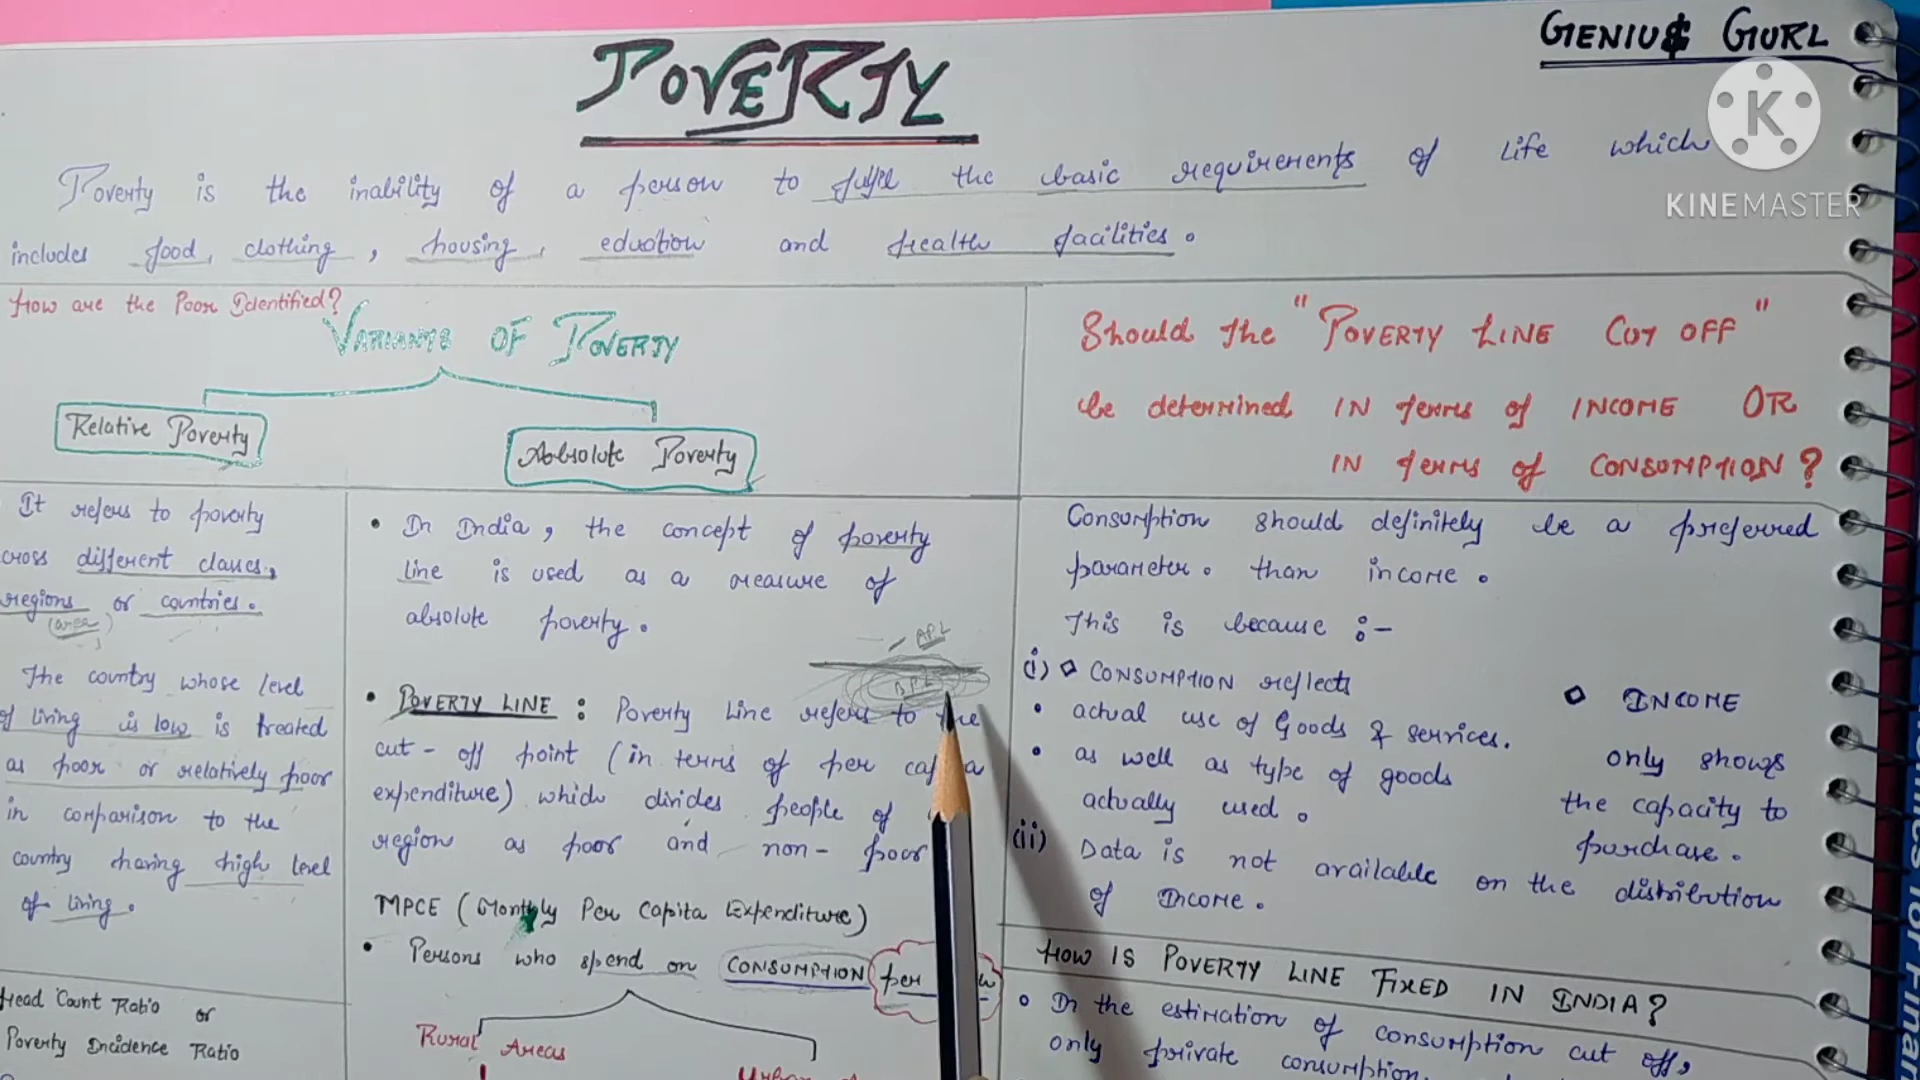 GENIU$ GURL
POVERTY
K
KINEMASTER
Poverty is the inability of a person to fulfil the basic requirements of life which
includes food, clothing, housing, eduation and health facilities.
How are the Poor Identified?
VARIANTS OF POVERTY
Relative Poverty
Absolute Poverty
It refers to poverty
cross different classes,
regions or countries.
(area)
The country whose level
of living is low is treated
as poor or relatively poor
in comparison to the
country having high level
of living.
Head Count Ratio or
Poverty Incidence Ratio
• In India, the concept of poverty
line is used as a measure of
absolute poverty.
APL
BPL
• POVERTY LINE : Poverty Line refers to the
cut-off point (in terms of per
expenditure) which divides people of
region as poor and non-poor
MPCE (Monthly Per Capita Expenditure)
• Persons who spend on CONSUMPTION per
Rural Areas
Should the "POVERTY LINE CUT OFF"
be determined IN terms of INCOME OR
IN terms of CONSUMPTION?
Consumption should definitely be a preferred
parameter. than income.
This is because :-
(i) ◇ CONSUMPTION reflects
• actual use of Goods & services.
• as well as type of goods
actually used.
◇ INCOME
only shows
the capacity to
purchase.
(ii) Data is not available on the distribution
of Income.
HOW IS POVERTY LINE FIXED IN INDIA?
• In the estimation of consumption cut off,
only private consumption